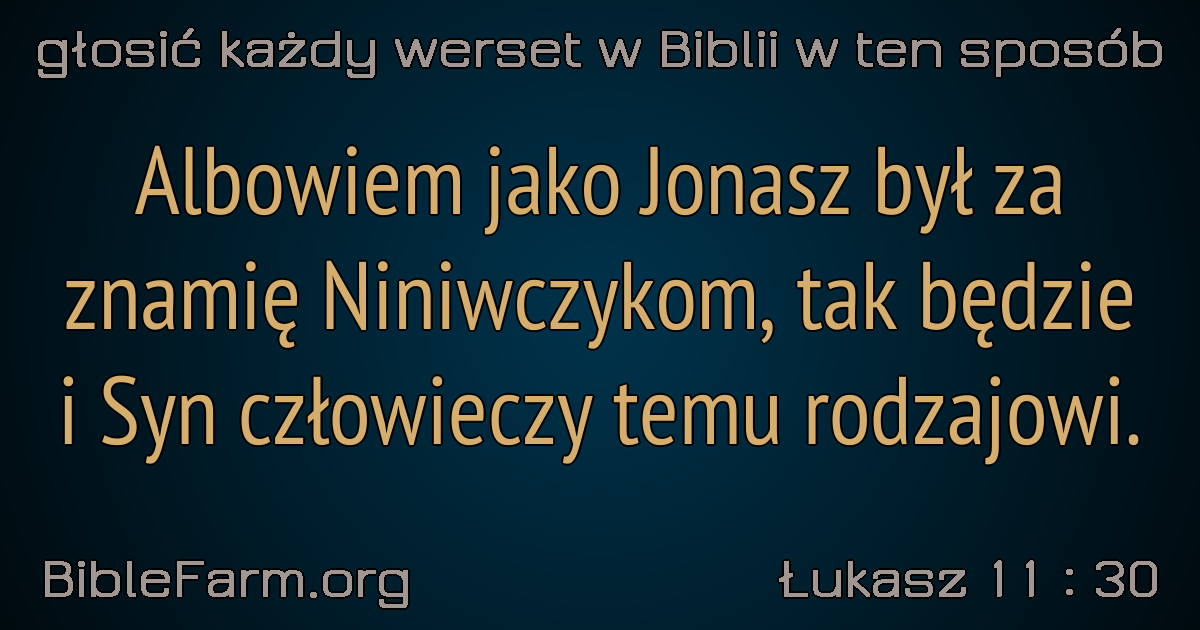 głosić każdy werset w Biblii w ten sposób
Albowiem jako Jonasz był za
znamię Niniwczykom, tak będzie
i Syn człowieczy temu rodzajowi.
BibleFarm.org
Łukasz 11 : 30